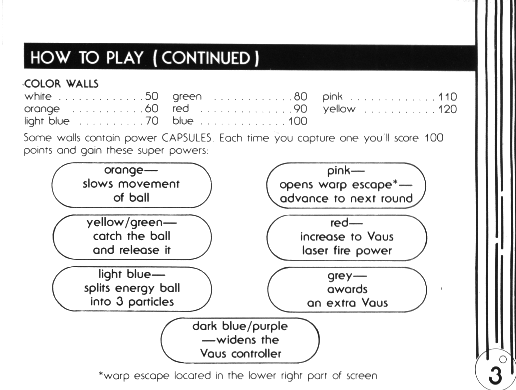 HOW TO PLAY (CONTINUED)
COLOR WALLS
white . . . . . . . . . . . . 50 green . . . . . . . . . . . . 80 pink . . . . . . . . . . . . . . . 110
orange . . . . . . . . . . . 60 red . . . . . . . . . . . . . . 90 yellow . . . . . . . . . . . . 120
light blue . . . . . . . . . . 70 blue . . . . . . . . . . . . . 100
Some walls contain power CAPSULES. Each time you capture one you'll score 100
points and gain these super powers:
orange—
slows movement
of ball
pink—
opens warp escape*—
advance to next round
yellow/green—
catch the ball
and release it
red—
increase to Vaus
laser fire power
light blue—
splits energy ball
into 3 particles
grey—
awards
an extra Vaus
dark blue/purple
—widens the
Vaus controller
*warp escape located in the lower right part of screen
3